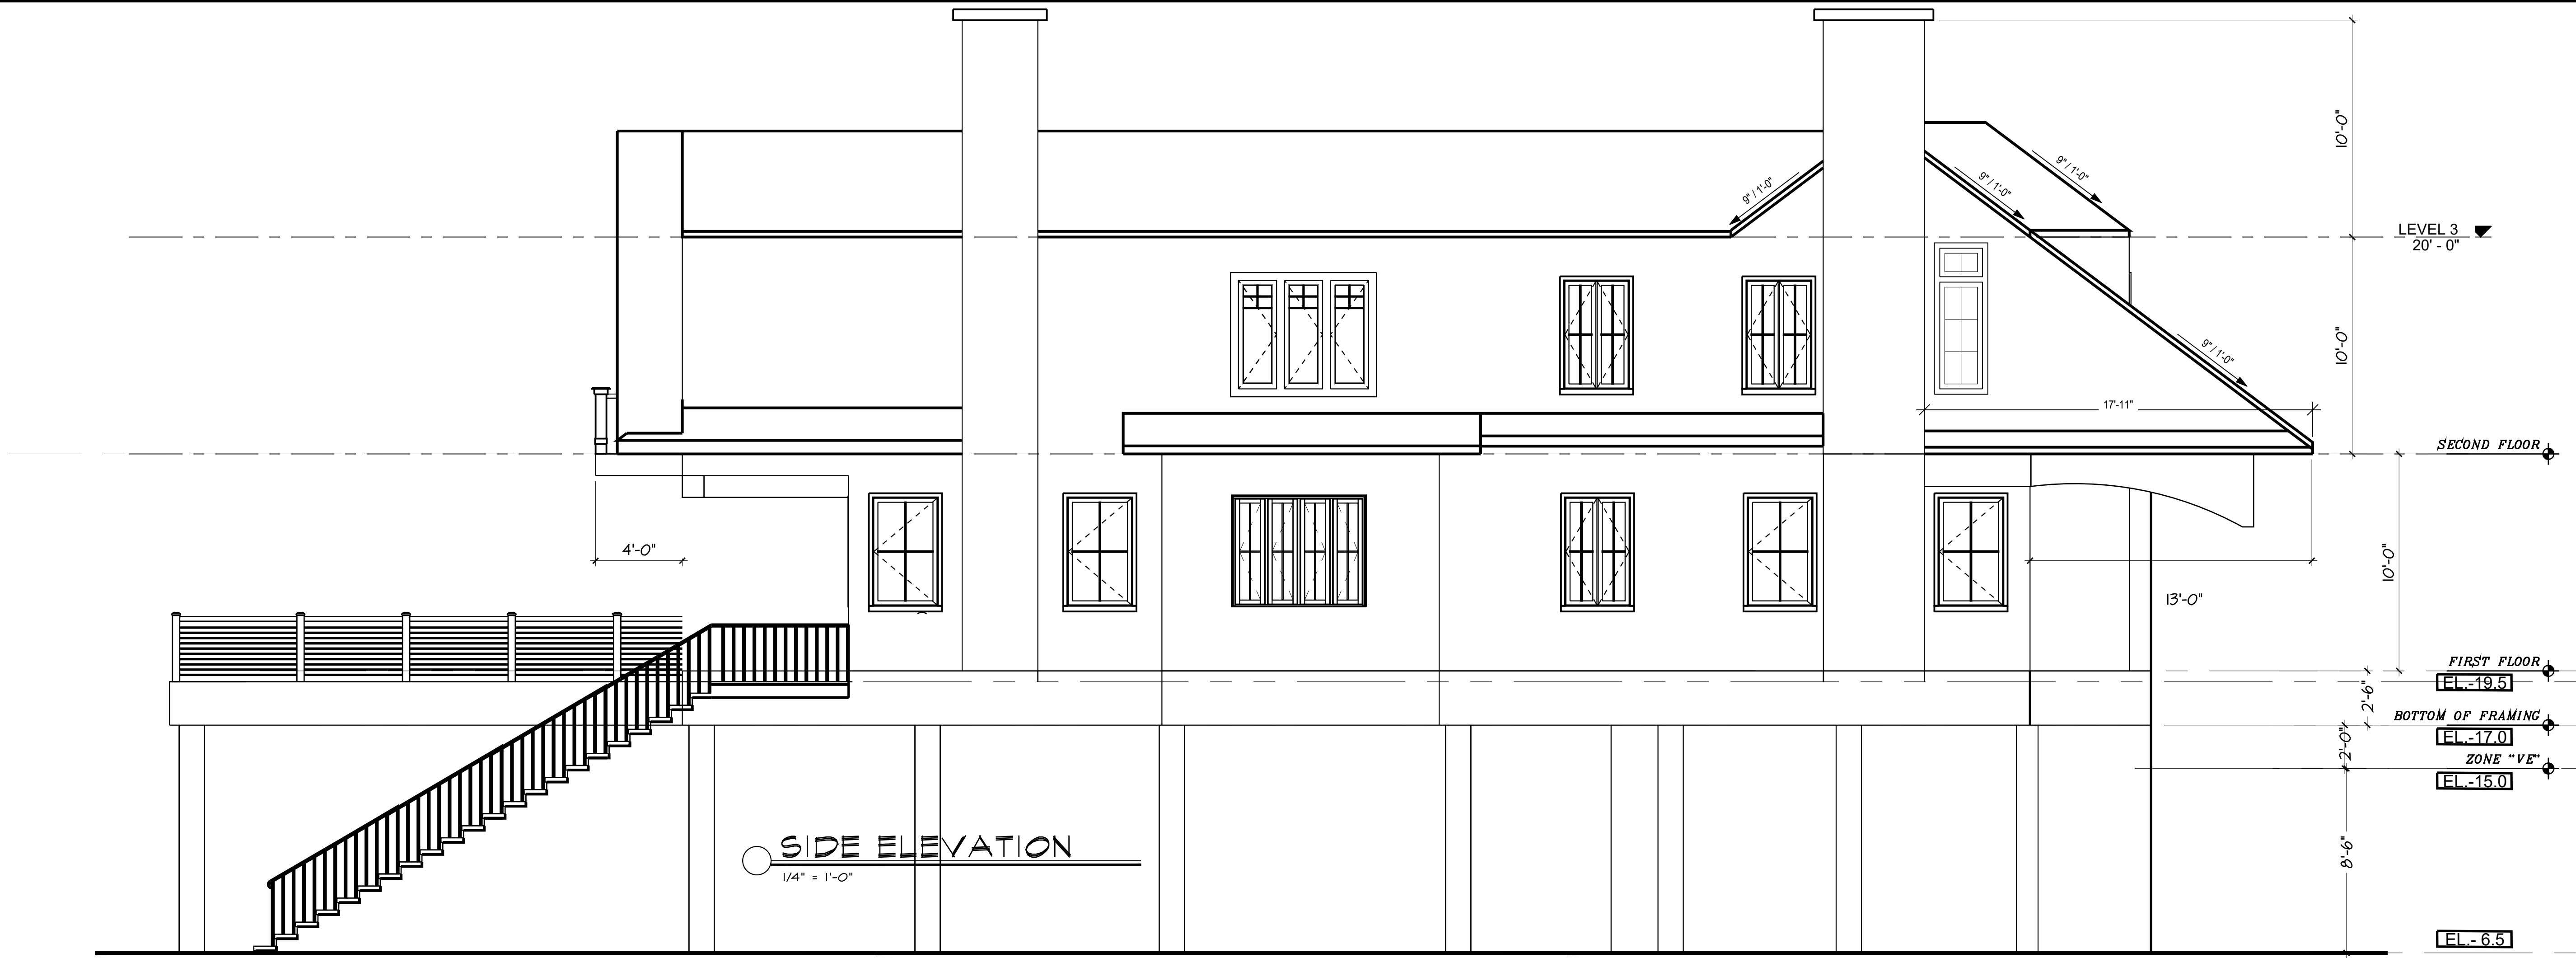 10'-0"
9" / 1'-0"
9" / 1'-0"
9" / 1'-0"
LEVEL 3
20' - 0"
10'-0"
9" / 1'-0"
17'-11"
SECOND FLOOR
4'-0"
10'-0"
13'-0"
FIRST FLOOR
EL.-19.5
2'-6"
BOTTOM OF FRAMING
EL.-17.0
2'-0"
ZONE "VE"
EL.-15.0
SIDE ELEVATION
1/4" = 1'-0"
8'-6"
EL.- 6.5